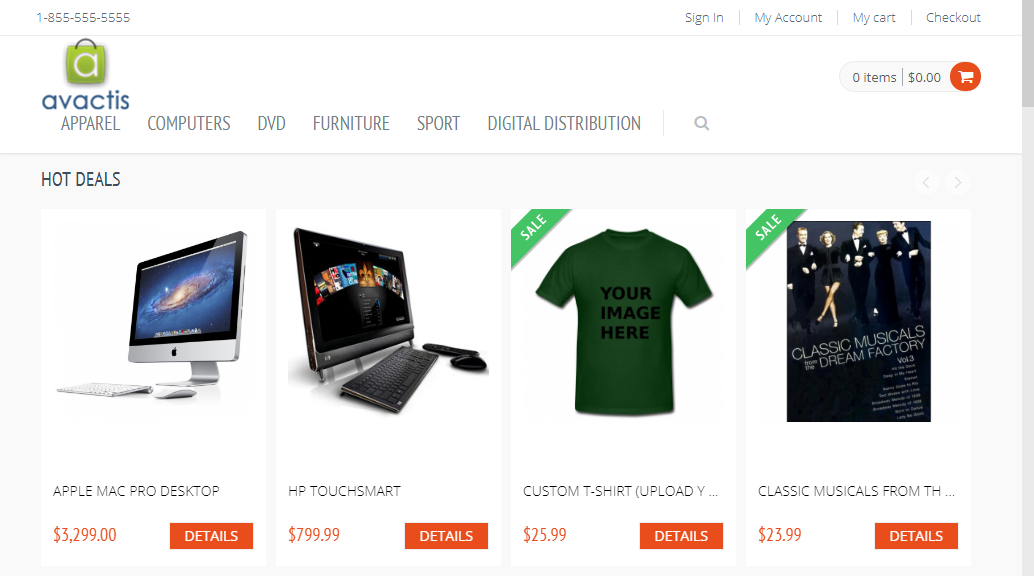 1-855-555-5555
Sign In
My Account
My cart
Checkout
a
avactis
0 items
$0.00
APPAREL
COMPUTERS
DVD
FURNITURE
SPORT
DIGITAL DISTRIBUTION
HOT DEALS
SALE
YOUR
IMAGE
HERE
SALE
CLASSIC MUSICALS
from the DREAM FACTORY
Vol.3
APPLE MAC PRO DESKTOP
HP TOUCHSMART
CUSTOM T-SHIRT (UPLOAD Y ...
CLASSIC MUSICALS FROM TH ...
$3,299.00
DETAILS
$799.99
DETAILS
$25.99
DETAILS
$23.99
DETAILS